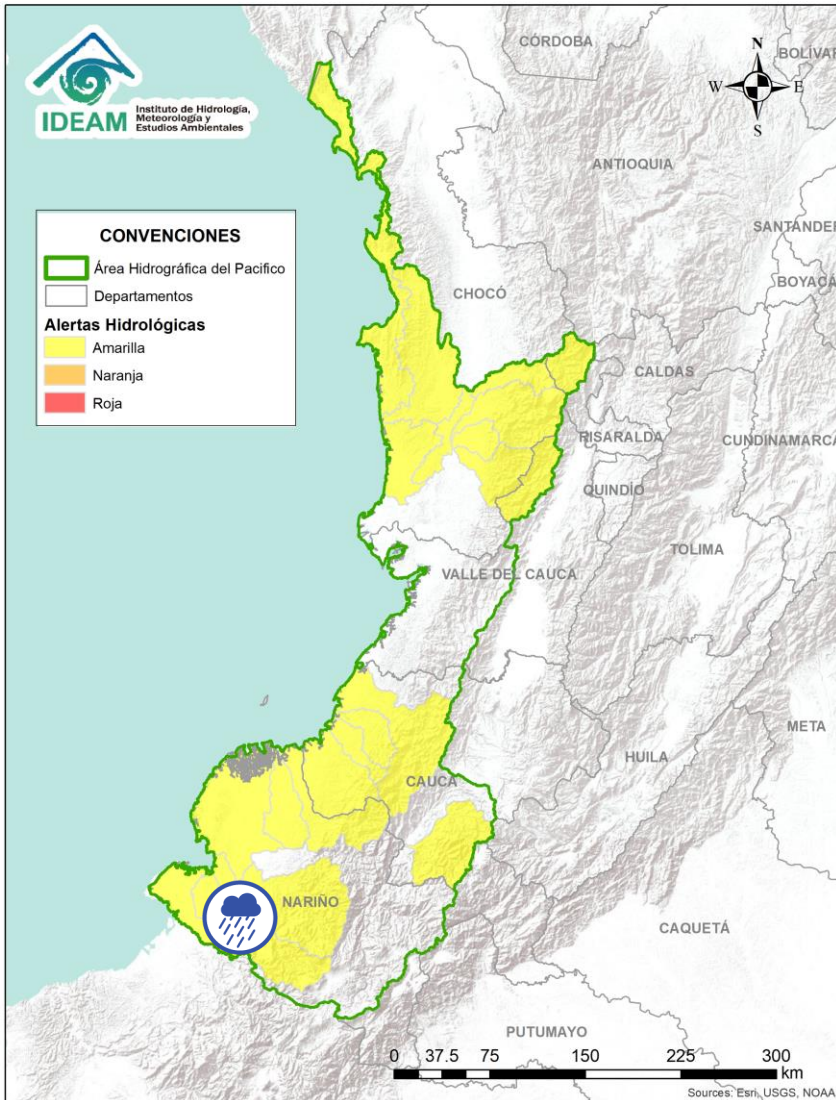 IDEAM
Instituto de Hidrología,
Meteorología y
Estudios Ambientales
N
W
E
S
CONVENCIONES
Área Hidrográfica del Pacifico
Departamentos
Alertas Hidrológicas
Amarilla
Naranja
Roja
CÓRDOBA
BOLÍVAR
ANTIOQUIA
SANTANDER
BOYACÁ
CHOCÓ
CALDAS
RISARALDA
CUNDINAMARCA
QUINDÍO
TOLIMA
VALLE DEL CAUCA
META
HUILA
CAUCA
NARIÑO
CAQUETÁ
PUTUMAYO
0 37.5 75 150 225 300
km
Sources: Esri, USGS, NOAA